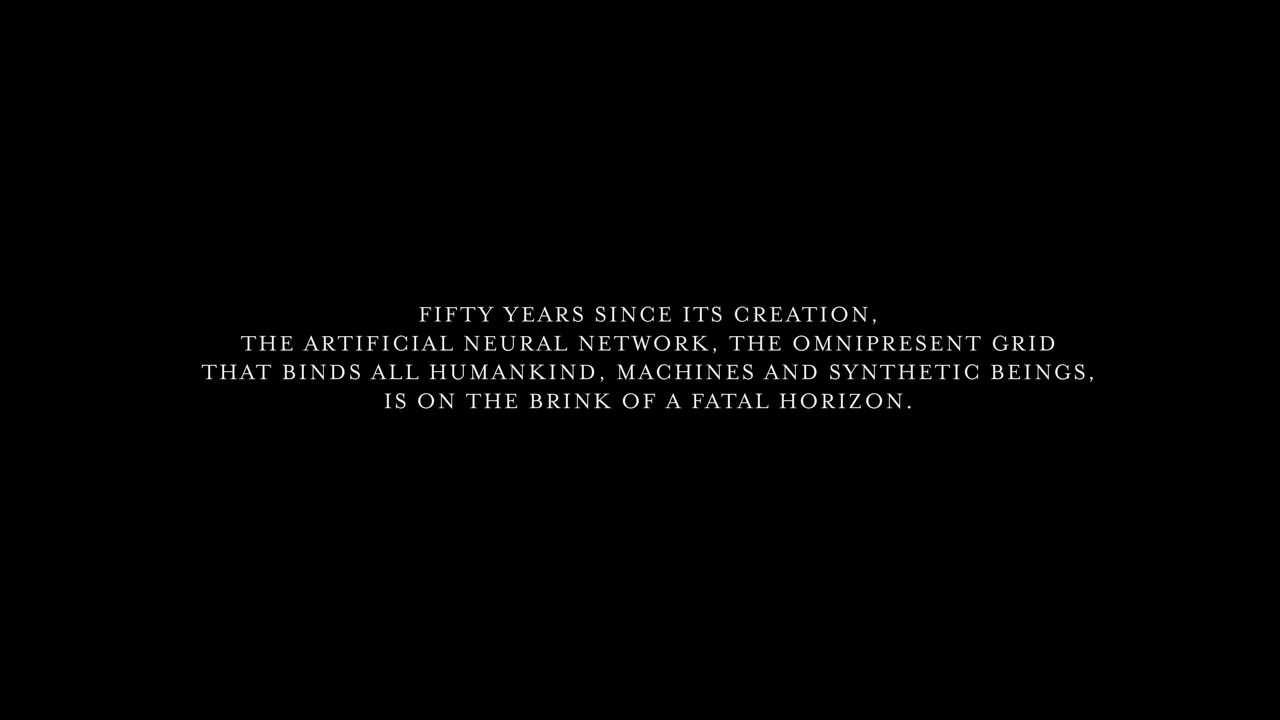 FIFTY YEARS SINCE ITS CREATION,
THE ARTIFICIAL NEURAL NETWORK, THE OMNIPRESENT GRID
THAT BINDS ALL HUMANKIND, MACHINES AND SYNTHETIC BEINGS,
IS ON THE BRINK OF A FATAL HORIZON.